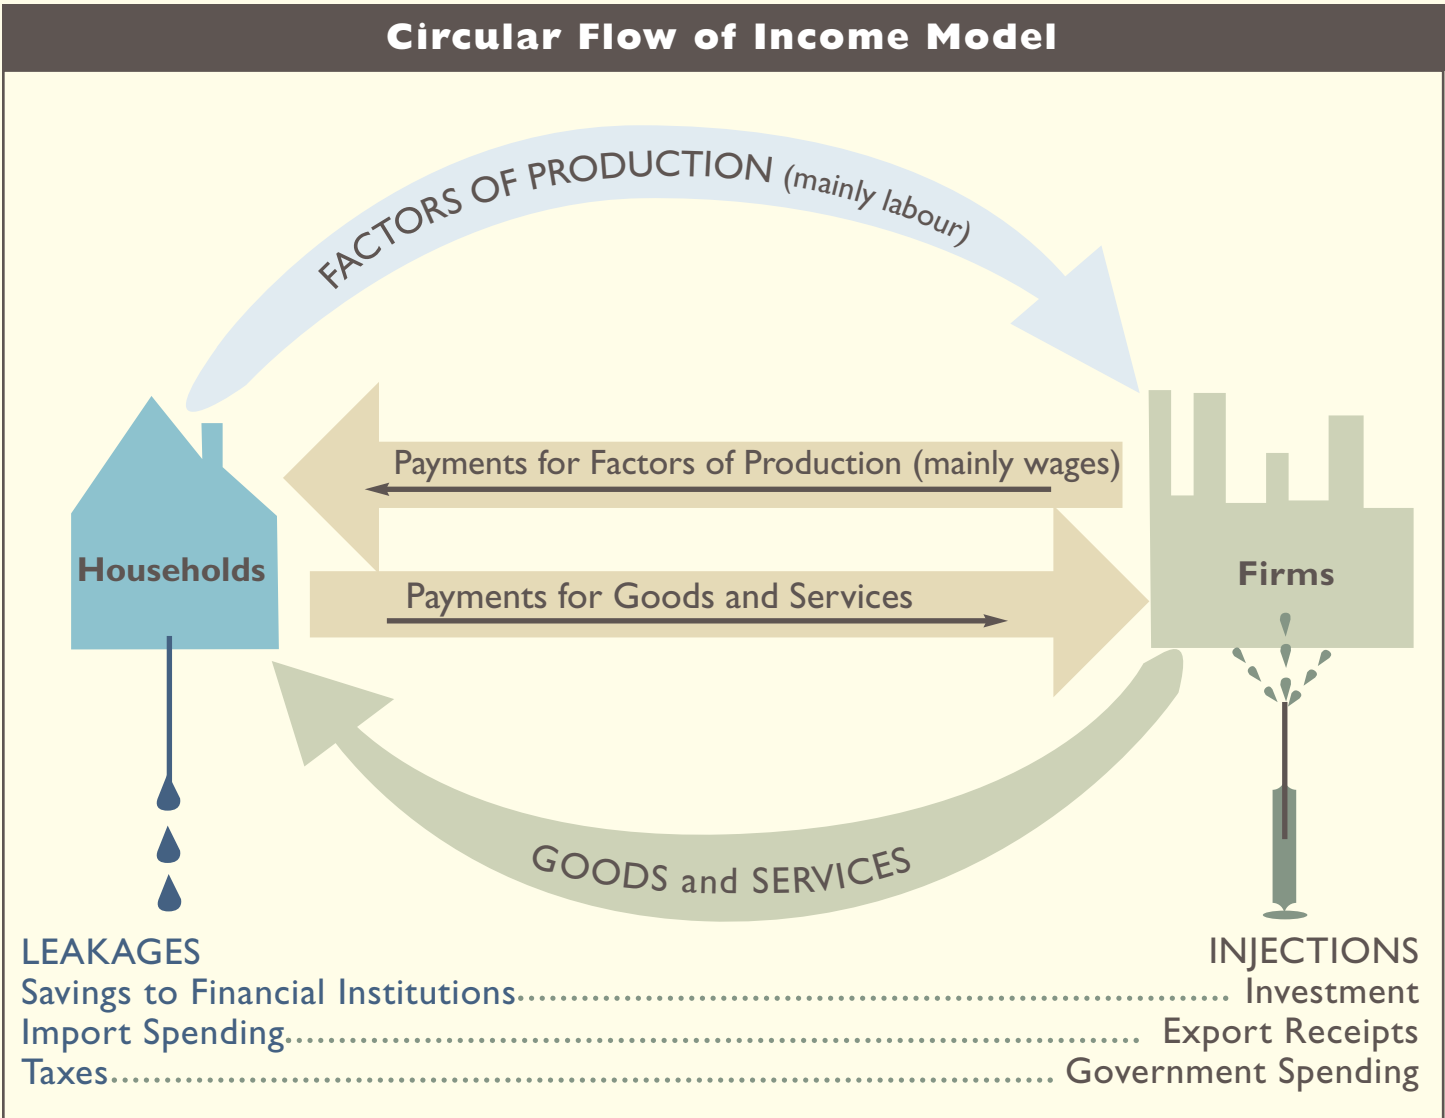 Circular Flow of Income Model
FACTORS OF PRODUCTION (mainly labour)
Payments for Factors of Production (mainly wages)
Households
Firms
Payments for Goods and Services
GOODS and SERVICES
LEAKAGES
INJECTIONS
Savings to Financial Institutions........................................................................ Investment
Import Spending...................................................................................... Export Receipts
Taxes............................................................................................... Government Spending